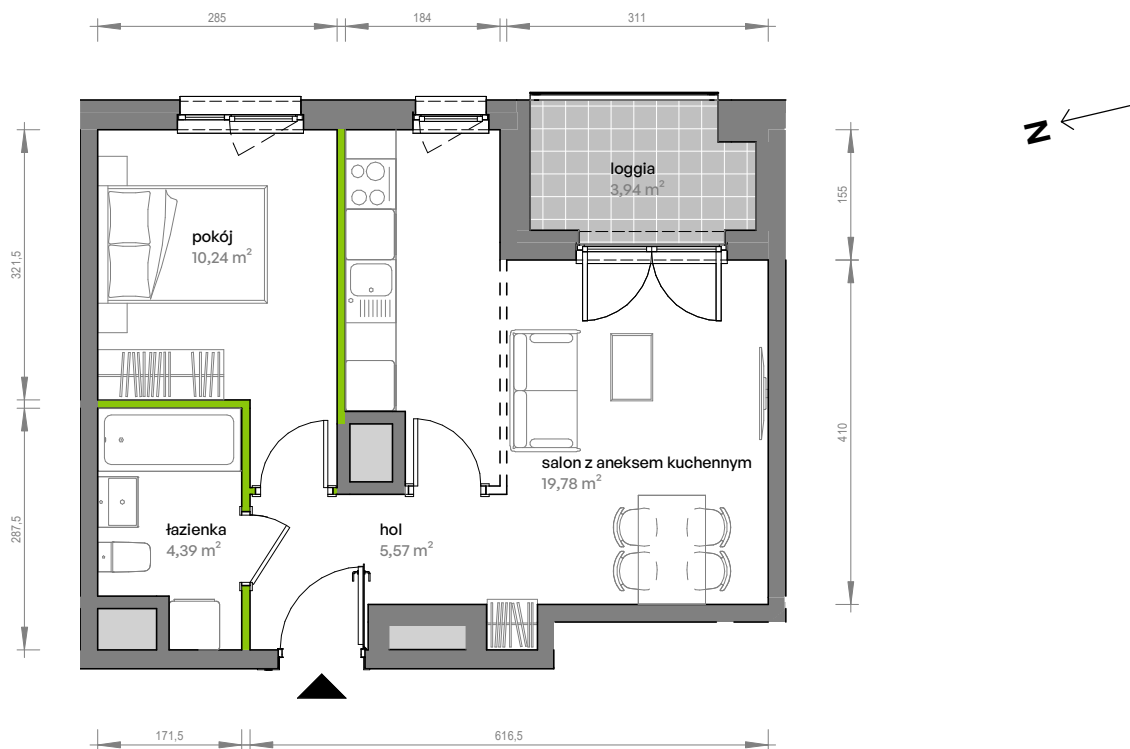 285
184
311
N
loggia
3,94 m²
155
pokój
10,24 m²
321,5
410
salon z aneksem kuchennym
19,78 m²
łazienka
4,39 m²
hol
5,57 m²
287,5
171,5
616,5